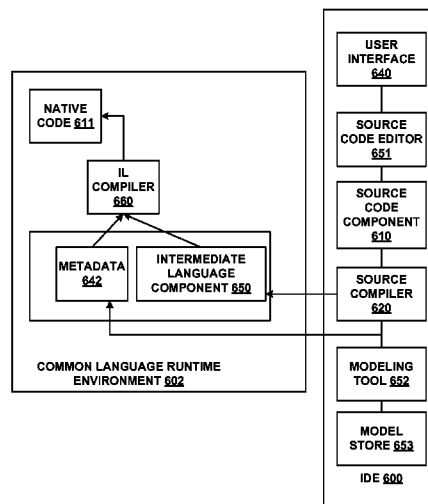 USER
INTERFACE
640
NATIVE
CODE 611
SOURCE
CODE EDITOR
651
IL
COMPILER
660
SOURCE
CODE
COMPONENT
610
METADATA
642
INTERMEDIATE
LANGUAGE
COMPONENT 650
SOURCE
COMPILER
620
COMMON LANGUAGE RUNTIME
ENVIRONMENT 602
MODELING
TOOL 652
MODEL
STORE 653
IDE 600